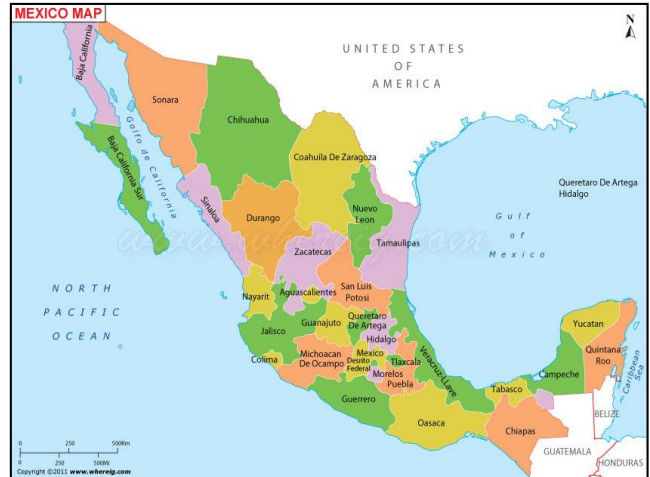 MEXICO MAP
N
UNITED STATES
OF
AMERICA
Baja California
Sonara
Chihuahua
Golfo de California
Coahuila De Zaragoza
Baja California Sur
Sinaloa
Nuevo
Leon
Queretaro De Artega
Hidalgo
Durango
Tamaulipas
Gulf
of
Mexico
www.whereig.com
Zacatecas
NORTH
PACIFIC
OCEAN
San Luis
Potosi
Nayarit
Aguascalientes
Jalisco
Guanajuto
Queretaro
De Artega
Hidalgo
Yucatan
Quintana
Roo
Colima
Michoacan
De Ocampo
Mexico
Desrito
Federal
Tlaxcala
Morelos
Puebla
Veracruz-LLave
Campeche
Caribbean
Sea
Tabasco
Guerrero
Oasaca
Chiapas
BELIZE
GUATEMALA
HONDURAS
0 250 500Km
0 250 500Mi
Copyright ©2011 www.whereig.com